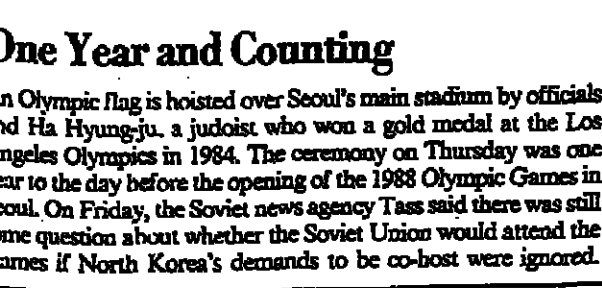 One Year and Counting
n Olympic flag is hoisted over Seoul's main stadium by officials
nd Ha Hyung-ju, a judoist who won a gold medal at the Los
ngeles Olympics in 1984. The ceremony on Thursday was one
ear to the day before the opening of the 1988 Olympic Games in
eoul. On Friday, the Soviet news agency Tass said there was still
ome question about whether the Soviet Union would attend the
ames if North Korea's demands to be co-host were ignored.